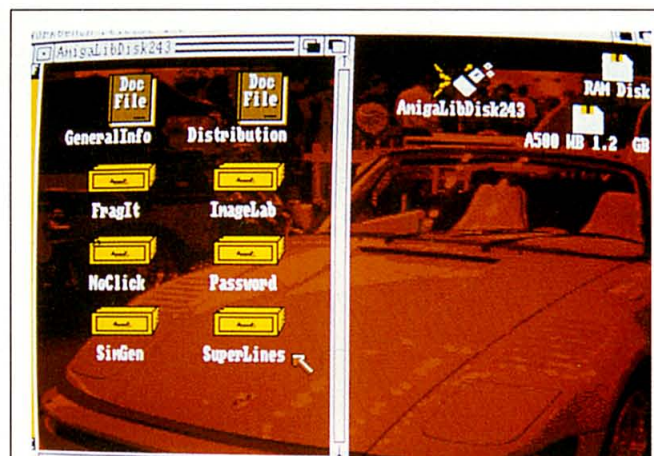 AmigaLibDisk243
Doc
File
GeneralInfo
Doc
File
Distribution
FragIt
ImageLab
NoClick
Password
SimGen
SuperLines
AmigaLibDisk243
RAM Disk
A500 WB 1.2 GB